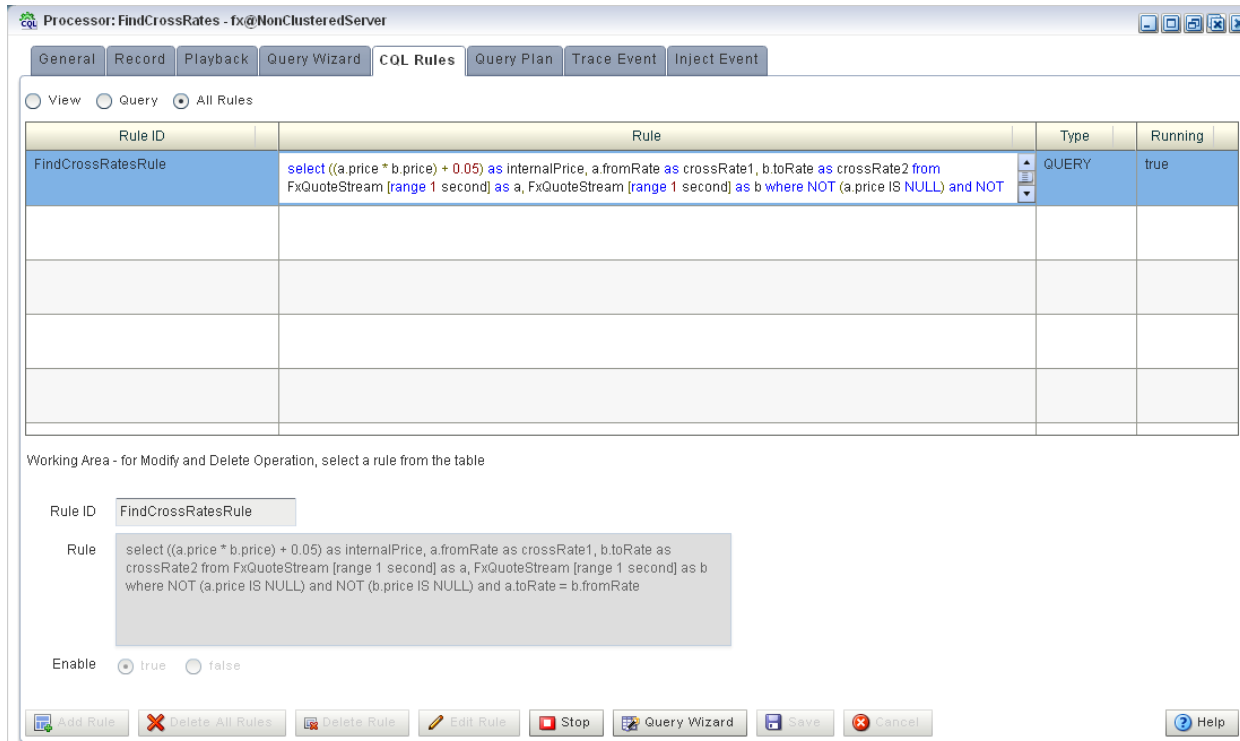 CQL Processor: FindCrossRates - fx@NonClusteredServer
General Record Playback Query Wizard CQL Rules Query Plan Trace Event Inject Event
View Query All Rules
Rule ID Rule Type Running
FindCrossRatesRule select ((a.price * b.price) + 0.05) as internalPrice, a.fromRate as crossRate1, b.toRate as crossRate2 from QUERY true
FxQuoteStream [range 1 second] as a, FxQuoteStream [range 1 second] as b where NOT (a.price IS NULL) and NOT
Working Area - for Modify and Delete Operation, select a rule from the table
Rule ID FindCrossRatesRule
Rule select ((a.price * b.price) + 0.05) as internalPrice, a.fromRate as crossRate1, b.toRate as
crossRate2 from FxQuoteStream [range 1 second] as a, FxQuoteStream [range 1 second] as b
where NOT (a.price IS NULL) and NOT (b.price IS NULL) and a.toRate = b.fromRate
Enable true false
Add Rule Delete All Rules Delete Rule Edit Rule Stop Query Wizard Save Cancel Help